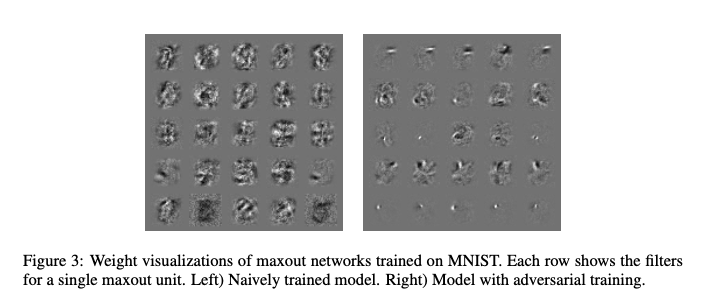 Figure 3: Weight visualizations of maxout networks trained on MNIST. Each row shows the filters
for a single maxout unit. Left) Naively trained model. Right) Model with adversarial training.